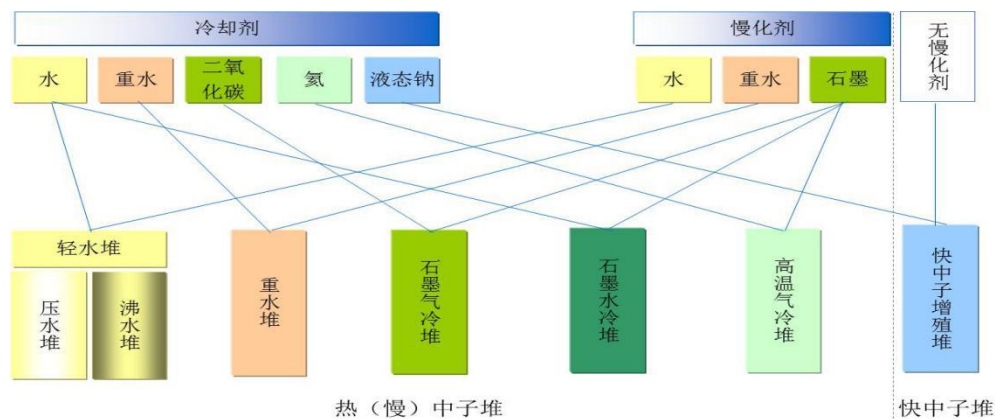 冷却剂
慢化剂
无慢化剂
水
重水
二氧
化碳
氦
液态钠
水
重水
石墨
轻水堆
压水堆
沸水堆
重水堆
石墨气冷堆
石墨水冷堆
高温气冷堆
快中子增殖堆
热（慢）中子堆
快中子堆